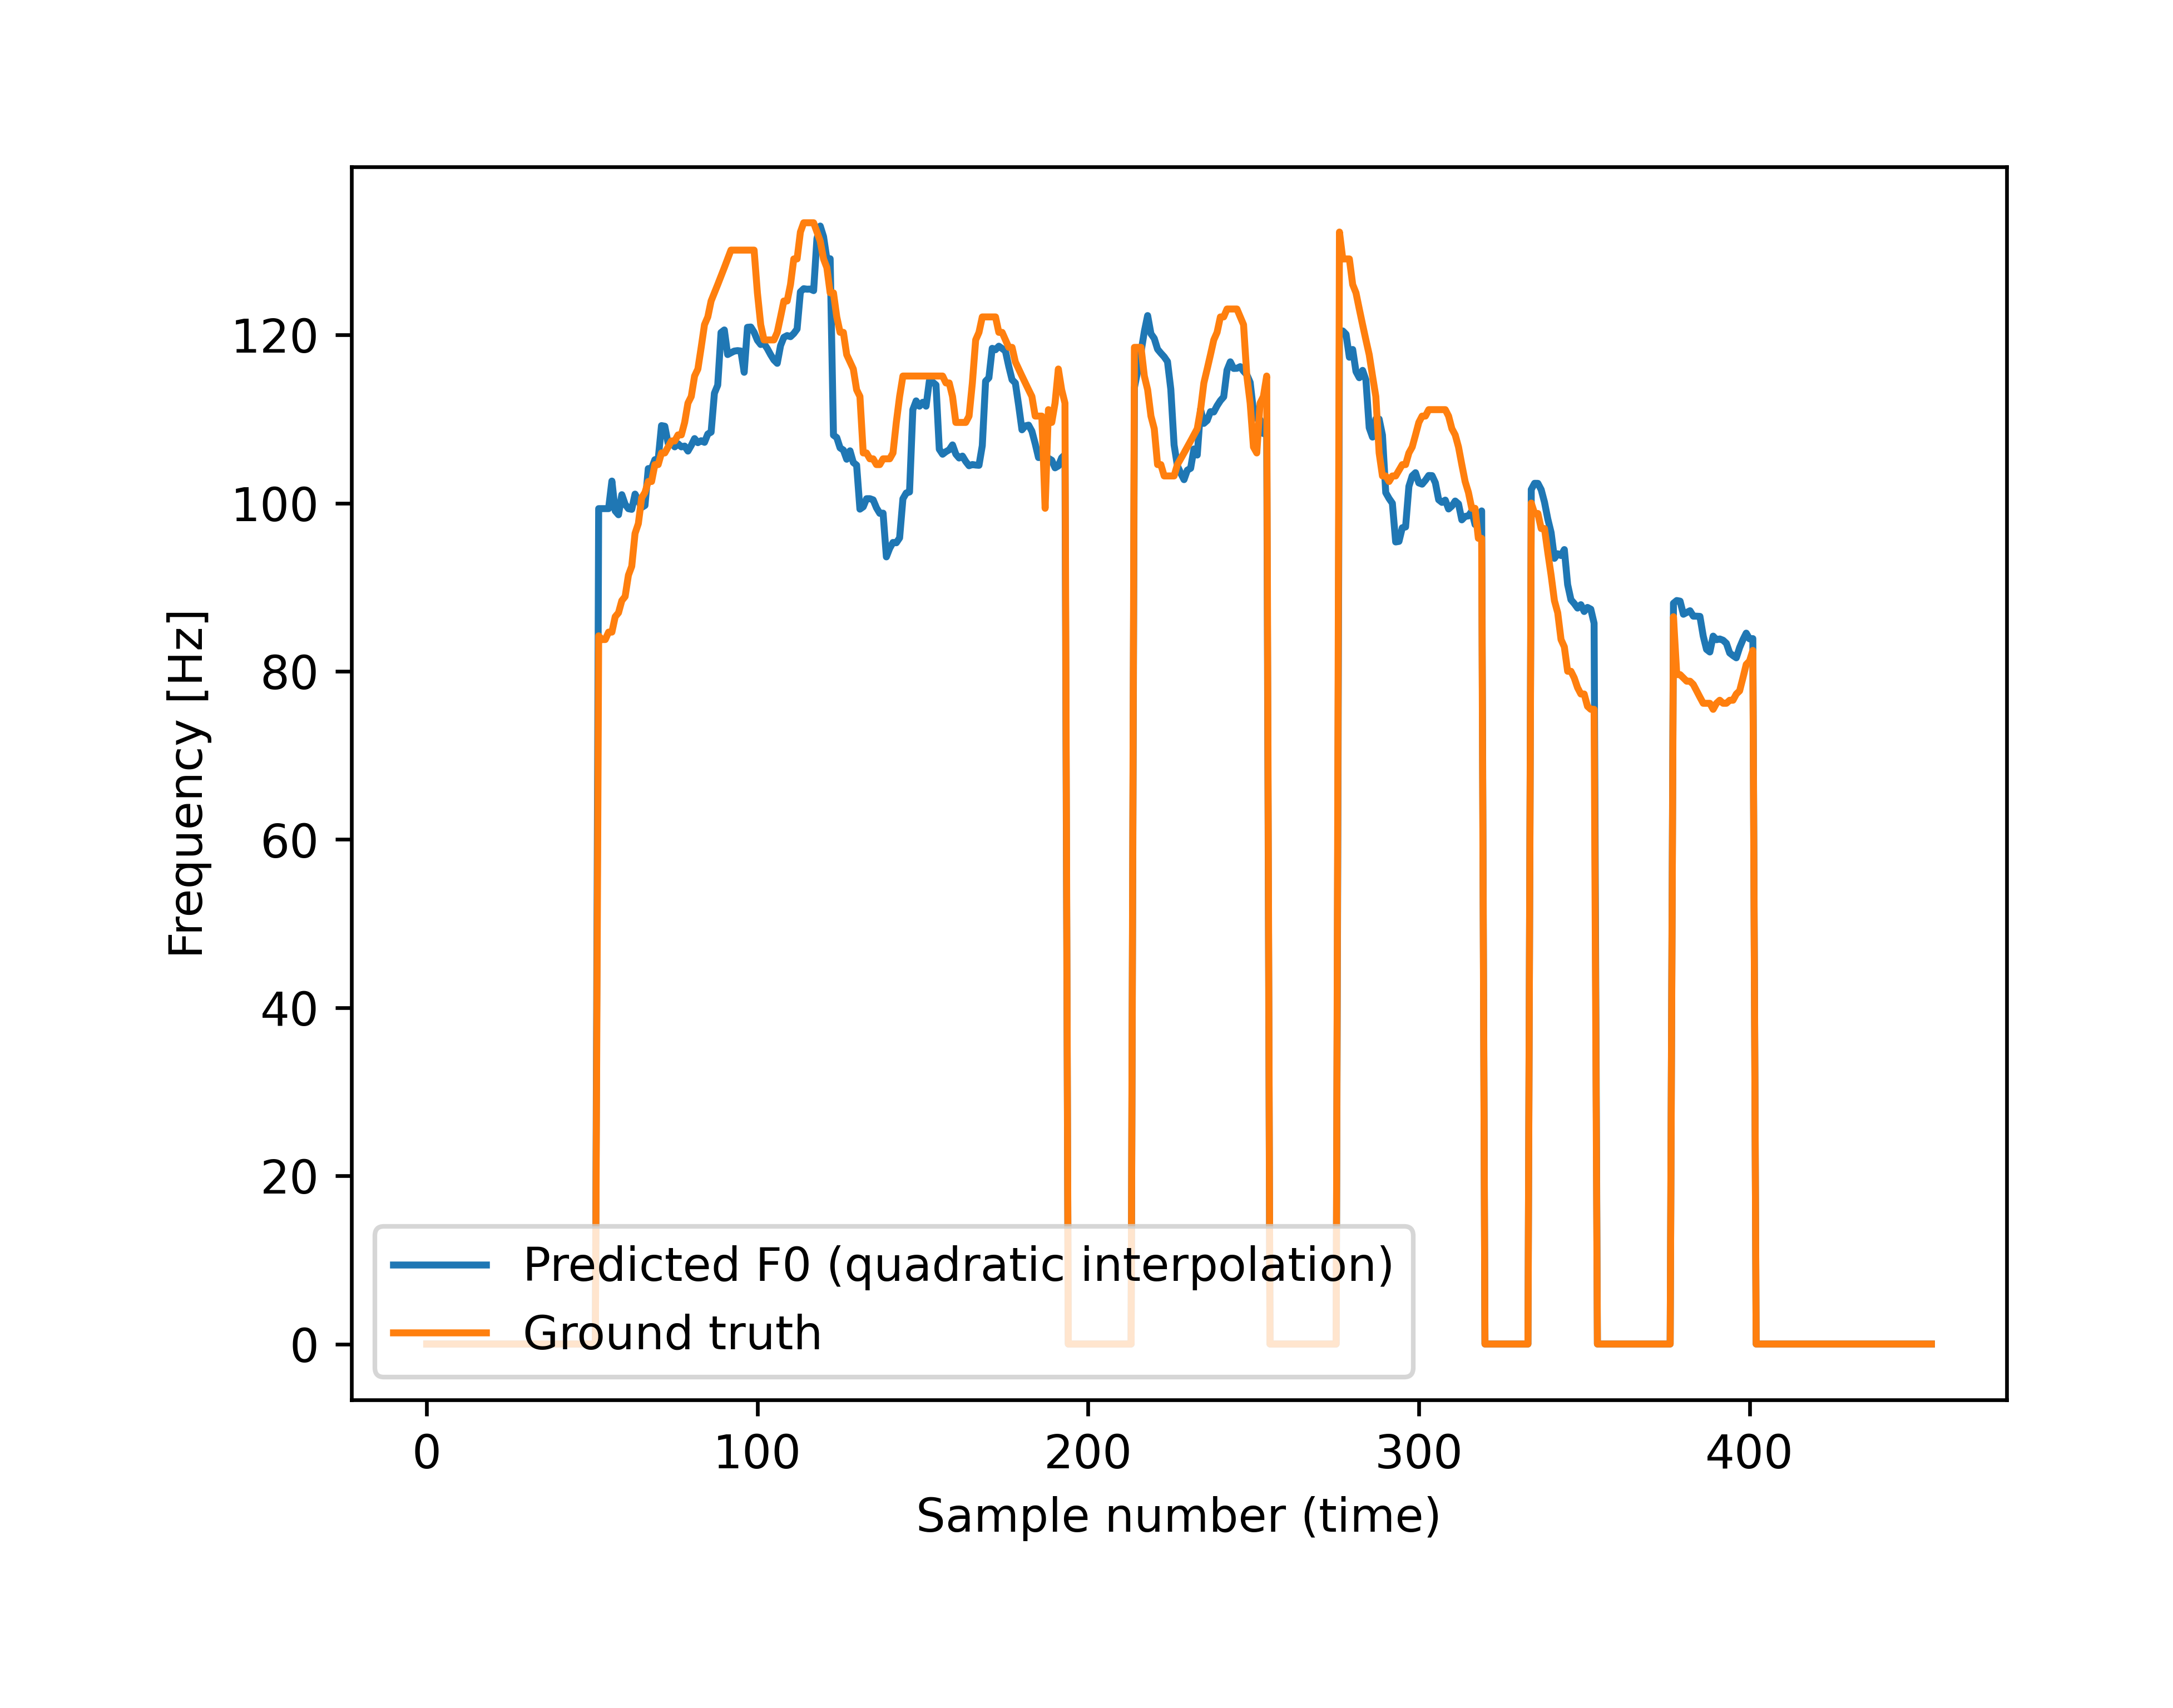 120
100
80
60
40
20
0
Frequency [Hz]
Predicted F0 (quadratic interpolation)
Ground truth
0 100 200 300 400
Sample number (time)